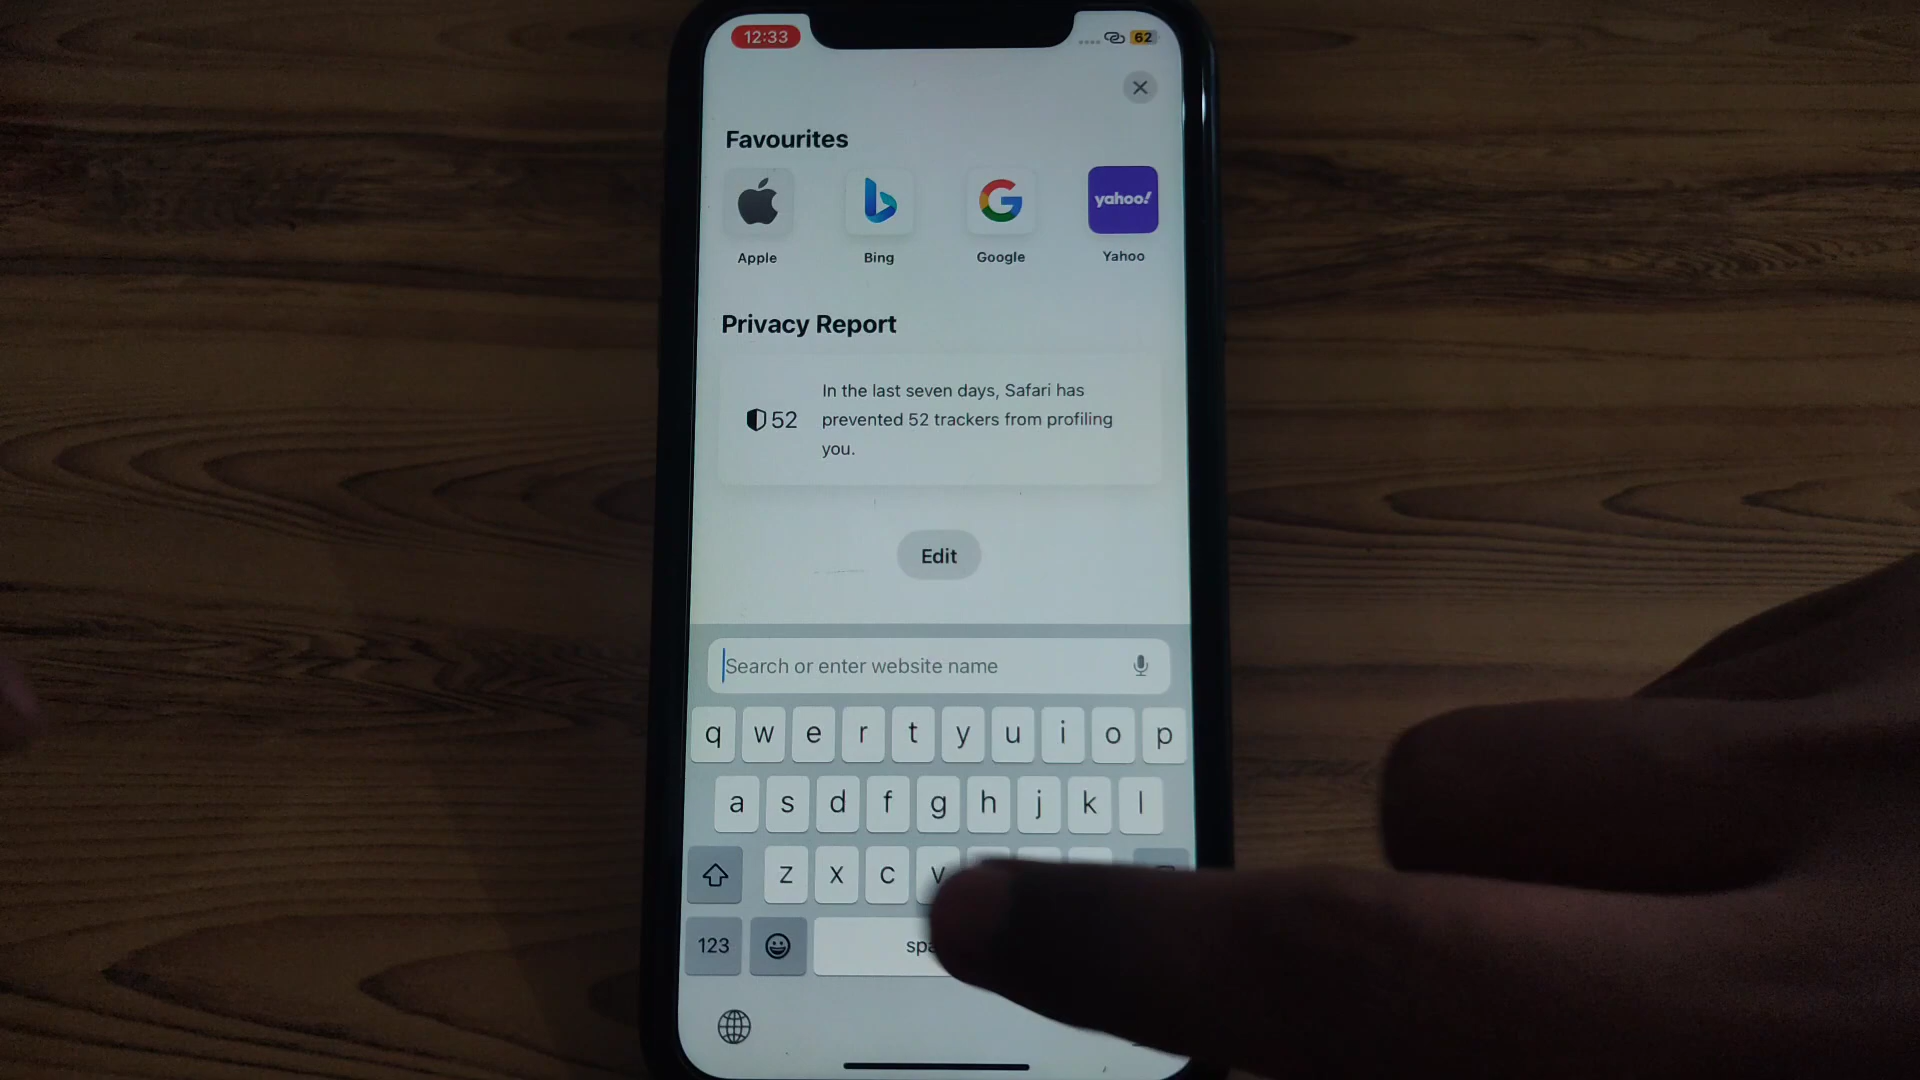 12:33
62
Favourites
yahoo!
Apple Bing Google Yahoo
Privacy Report
52
In the last seven days, Safari has
prevented 52 trackers from profiling
you.
Edit
Search or enter website name
q w e r t y u i o p
a s d f g h j k l
z x c v
123